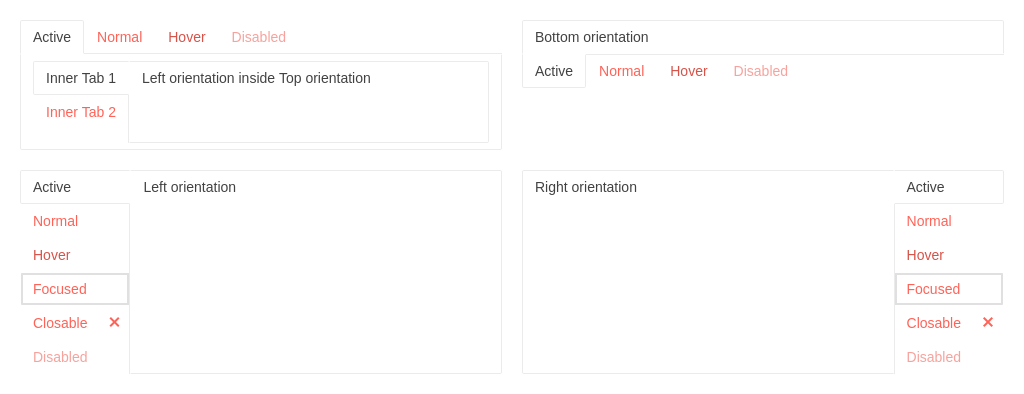 Active Normal Hover Disabled
Inner Tab 1 Left orientation inside Top orientation
Inner Tab 2
Bottom orientation
Active Normal Hover Disabled
Active Left orientation
Normal
Hover
Focused
Closable ✕
Disabled
Right orientation Active
Normal
Hover
Focused
Closable ✕
Disabled